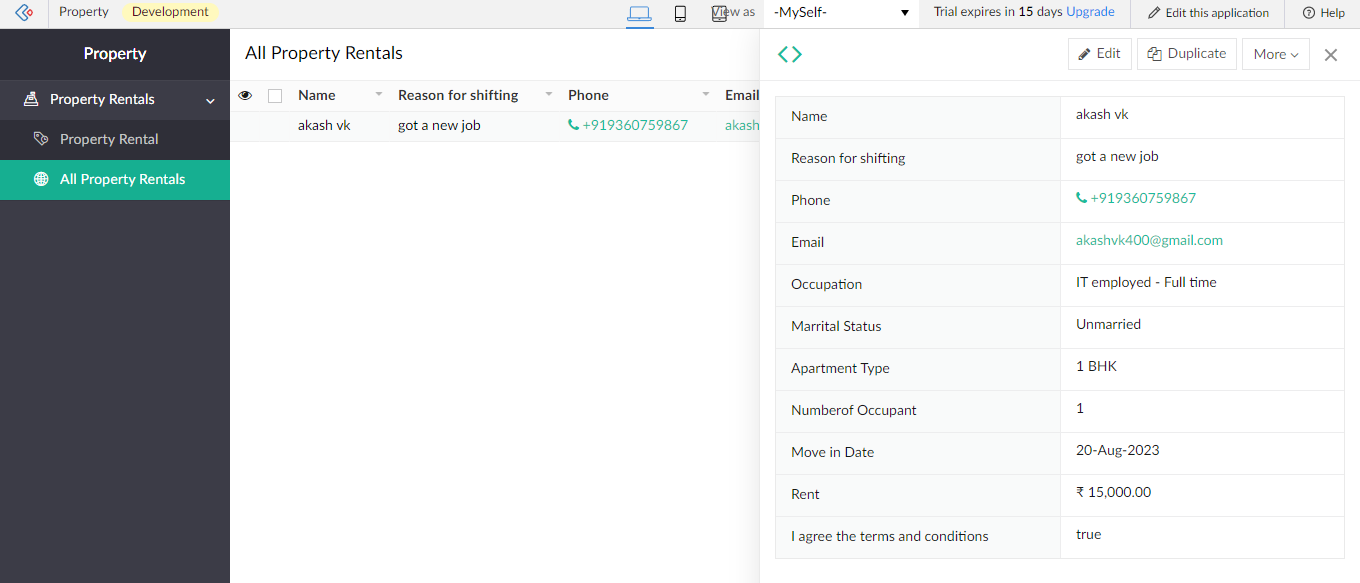 Property Development View as -MySelf- Trial expires in 15 days Upgrade Edit this application Help
Property
Property Rentals
Property Rental
All Property Rentals
All Property Rentals
Name Reason for shifting Phone Email
akash vk got a new job +919360759867 akash
Edit Duplicate More
Name akash vk
Reason for shifting got a new job
Phone +919360759867
Email akashvk400@gmail.com
Occupation IT employed - Full time
Marrital Status Unmarried
Apartment Type 1 BHK
Numberof Occupant 1
Move in Date 20-Aug-2023
Rent ₹ 15,000.00
I agree the terms and conditions true